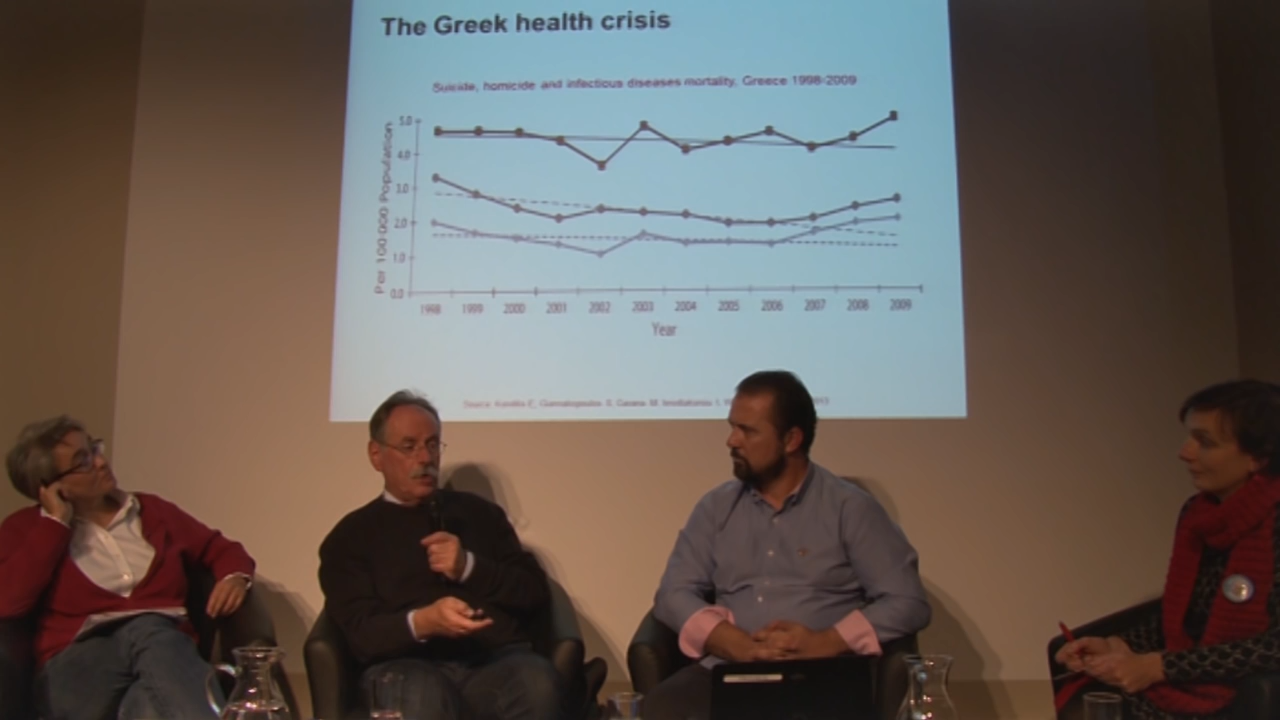 The Greek health crisis
Suicide, homicide and infectious diseases mortality, Greece 1998-2009
Per 100 000 Population
5.0
4.0
3.0
2.0
1.0
0.0
1998 1999 2000 2001 2002 2003 2004 2005 2006 2007 2008 2009
Year
Source: